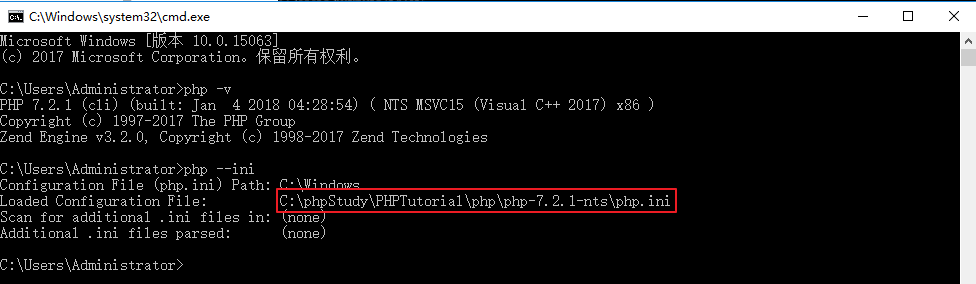 C:\Windows\system32\cmd.exe
Microsoft Windows [版本 10.0.15063]
(c) 2017 Microsoft Corporation。保留所有权利。
C:\Users\Administrator>php -v
PHP 7.2.1 (cli) (built: Jan  4 2018 04:28:54) ( NTS MSVC15 (Visual C++ 2017) x86 )
Copyright (c) 1997-2017 The PHP Group
Zend Engine v3.2.0, Copyright (c) 1998-2017 Zend Technologies
C:\Users\Administrator>php --ini
Configuration File (php.ini) Path: C:\Windows
Loaded Configuration File:         C:\phpStudy\PHPTutorial\php\php-7.2.1-nts\php.ini
Scan for additional .ini files in: (none)
Additional .ini files parsed:      (none)
C:\Users\Administrator>